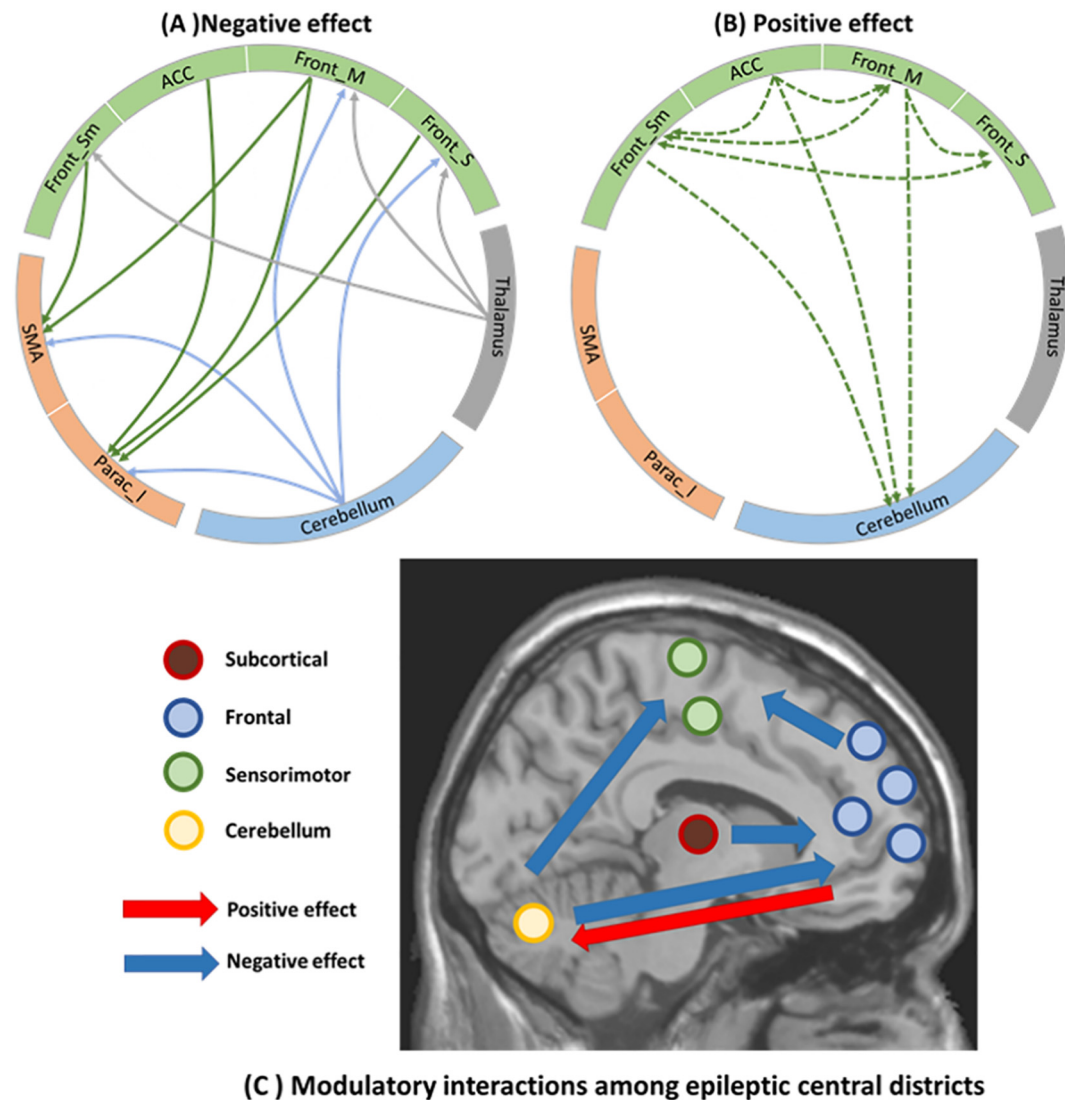 (A )Negative effect
(B) Positive effect
Front_Sm
ACC
Front_M
Front_S
Thalamus
Cerebellum
Parac_l
SMA
Front_Sm
ACC
Front_M
Front_S
Thalamus
Cerebellum
Parac_l
SMA
Subcortical
Frontal
Sensorimotor
Cerebellum
Positive effect
Negative effect
(C ) Modulatory interactions among epileptic central districts